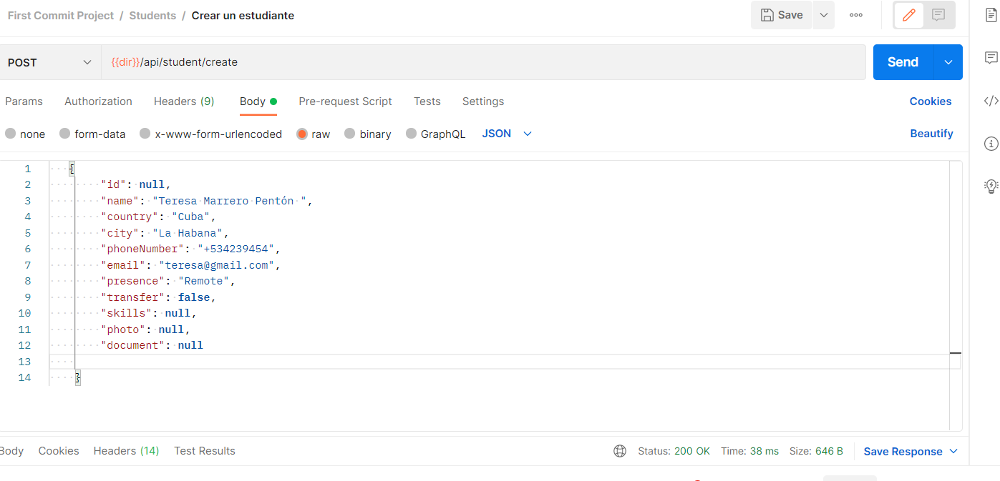 First Commit Project / Students / Crear un estudiante
Save
POST
{{dir}}/api/student/create
Send
Params Authorization Headers (9) Body Pre-request Script Tests Settings Cookies
none form-data x-www-form-urlencoded raw binary GraphQL JSON Beautify
1 {
2 "id": null,
3 "name": "Teresa Marrero Pentón ",
4 "country": "Cuba",
5 "city": "La Habana",
6 "phoneNumber": "+534239454",
7 "email": "teresa@gmail.com",
8 "presence": "Remote",
9 "transfer": false,
10 "skills": null,
11 "photo": null,
12 "document": null
13
14 }
Body Cookies Headers (14) Test Results Status: 200 OK Time: 38 ms Size: 646 B Save Response